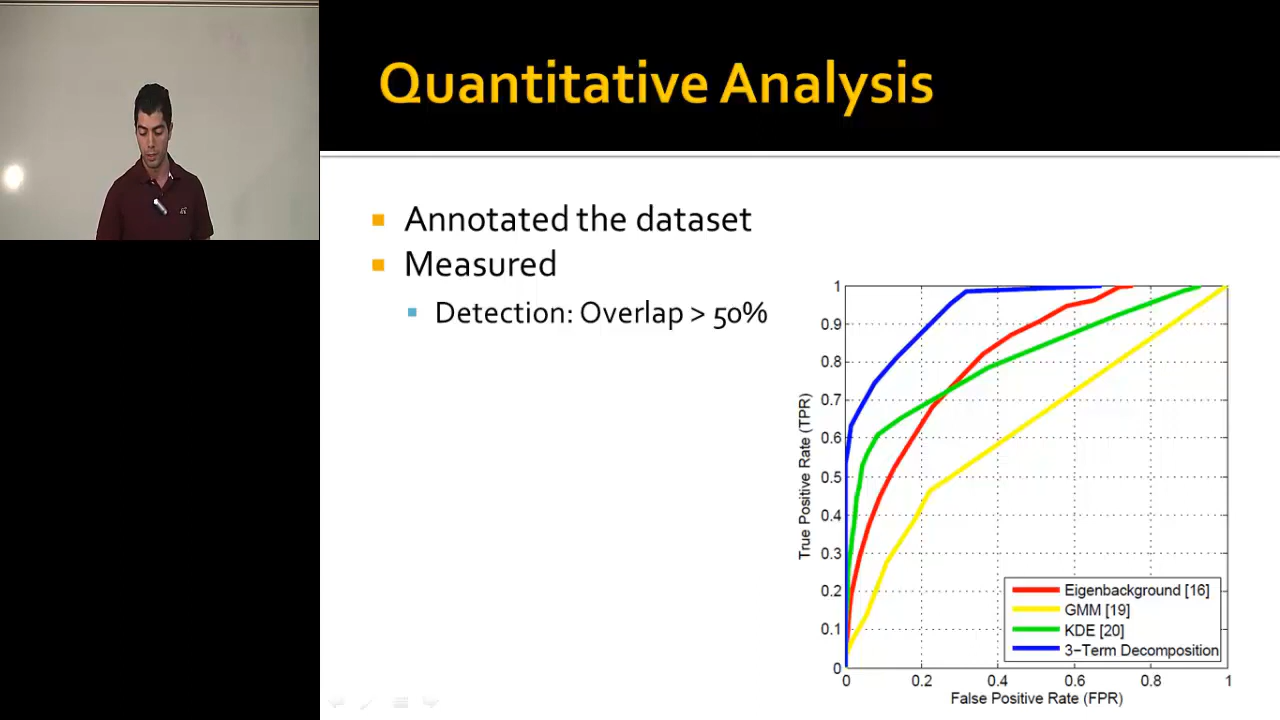 Quantitative Analysis
Annotated the dataset
Measured
Detection: Overlap > 50%
1
0.9
0.8
0.7
0.6
0.5
0.4
0.3
0.2
0.1
0
True Positive Rate (TPR)
Eigenbackground [16]
GMM [19]
KDE [20]
3-Term Decomposition
0 0.2 0.4 0.6 0.8 1
False Positive Rate (FPR)